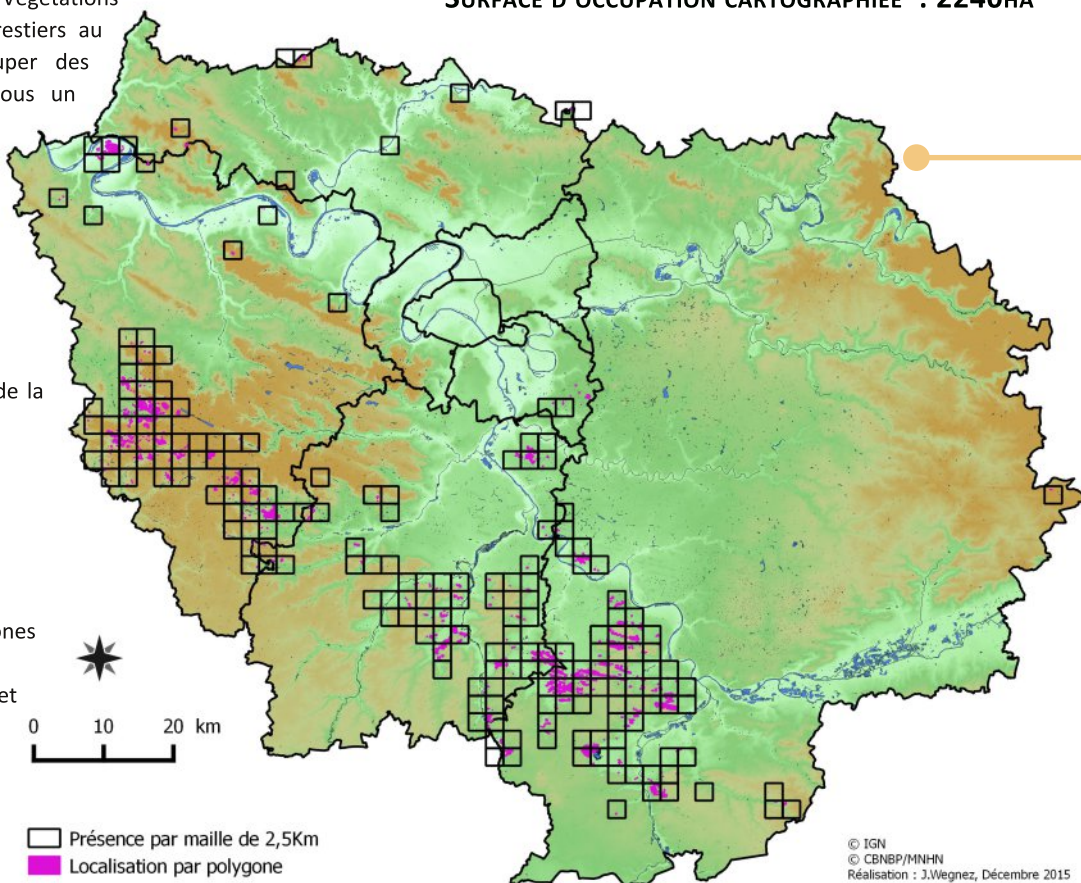 végétations
SURFACE D'OCCUPATION CARTOGRAPHIÉE : 2240HA
restiers au
uper des
ous un
de la
ones
et
0 10 20 km
Présence par maille de 2,5Km
Localisation par polygone
© IGN
© CBNBP/MNHN
Réalisation : J.Wegnez, Décembre 2015